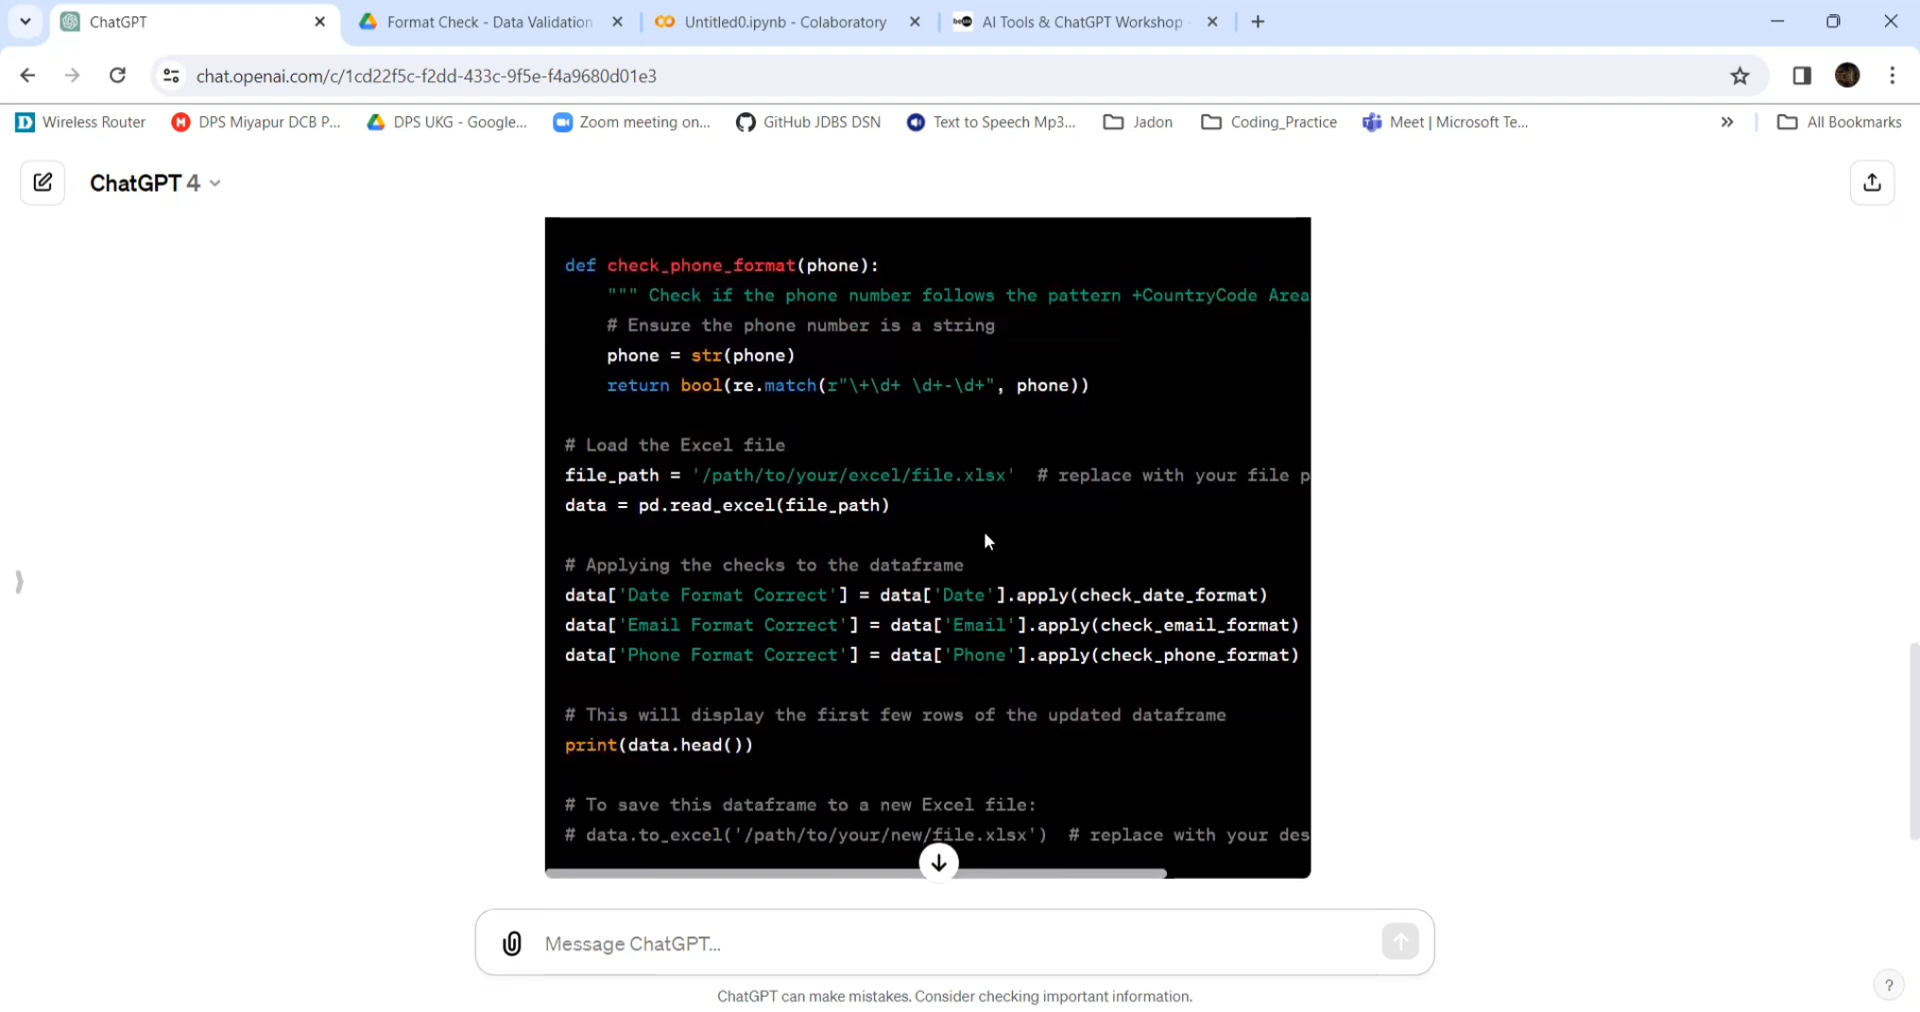 ChatGPT
Format Check - Data Validation
Untitled0.ipynb - Colaboratory
AI Tools & ChatGPT Workshop
chat.openai.com/c/1cd22f5c-f2dd-433c-9f5e-f4a9680d01e3
Wireless Router
DPS Miyapur DCB P...
DPS UKG - Google...
Zoom meeting on...
GitHub JDBS DSN
Text to Speech Mp3...
Jadon
Coding_Practice
Meet | Microsoft Te...
»
All Bookmarks
ChatGPT 4
def check_phone_format(phone):
""" Check if the phone number follows the pattern +CountryCode Area
# Ensure the phone number is a string
phone = str(phone)
return bool(re.match(r"\+\d+ \d+-\d+", phone))
# Load the Excel file
file_path = '/path/to/your/excel/file.xlsx'  # replace with your file p
data = pd.read_excel(file_path)
# Applying the checks to the dataframe
data['Date Format Correct'] = data['Date'].apply(check_date_format)
data['Email Format Correct'] = data['Email'].apply(check_email_format)
data['Phone Format Correct'] = data['Phone'].apply(check_phone_format)
# This will display the first few rows of the updated dataframe
print(data.head())
# To save this dataframe to a new Excel file:
# data.to_excel('/path/to/your/new/file.xlsx')  # replace with your des
Message ChatGPT...
ChatGPT can make mistakes. Consider checking important information.
?